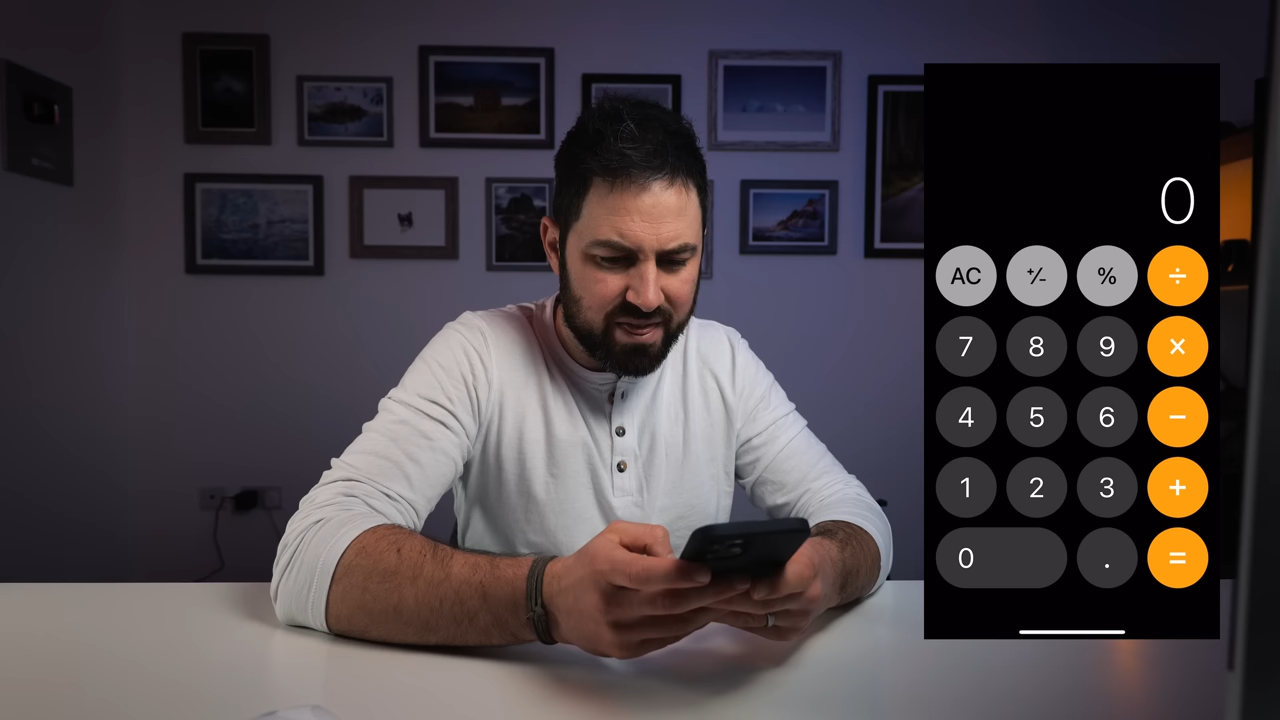 0
AC ⁺∕₋ % ÷
7 8 9 ×
4 5 6 −
1 2 3 +
0 . =